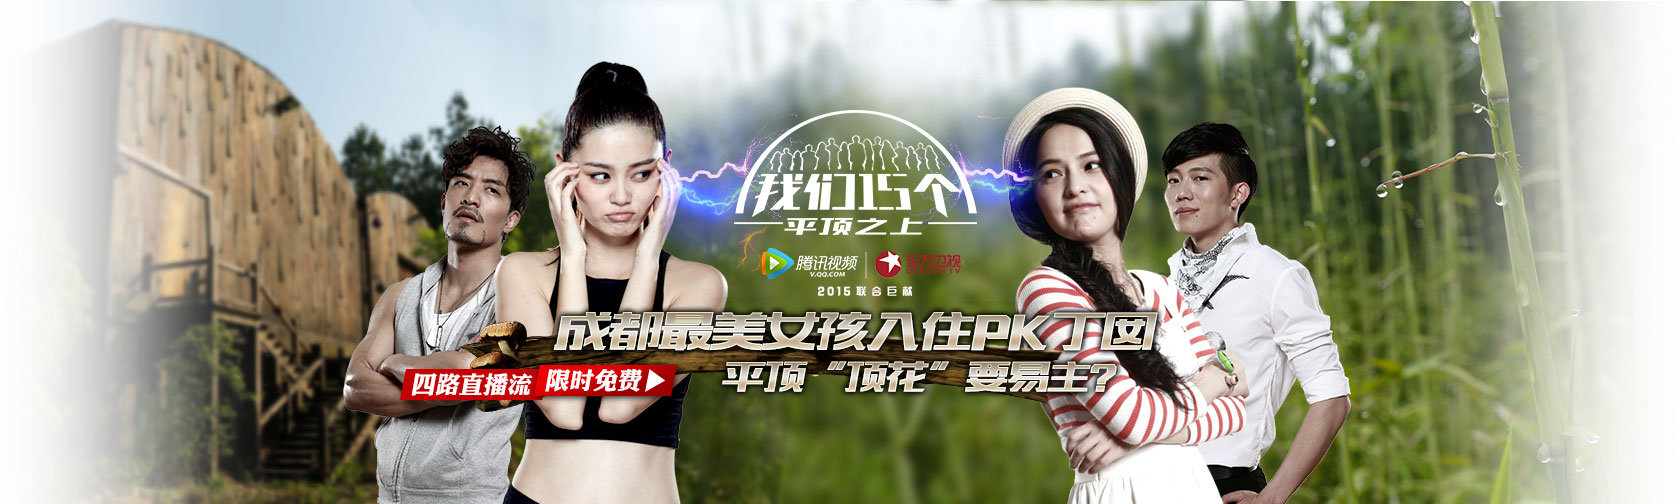 我们15个
平顶之上
腾讯视频
V.QQ.COM
东方卫视
DRAGON TV
2015 联合巨献
成都最美女孩入住PK丁园
平顶“顶花”要易主?
四路直播流 限时免费